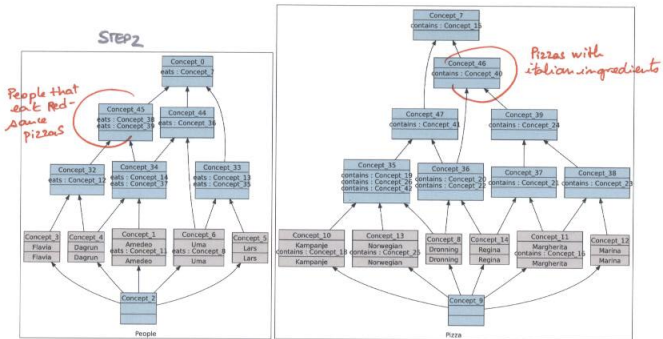 STEP2
People that
eat Red-
sauce
pizzas
Concept_0
eats : Concept_7
Concept_45
eats : Concept_38
eats : Concept_39
Concept_44
eats : Concept_36
Concept_32
eats : Concept_12
Concept_34
eats : Concept_14
eats : Concept_37
Concept_33
eats : Concept_13
eats : Concept_35
Concept_3
Flavia
Flavia
Concept_4
Dagrun
Dagrun
Concept_1
Amedeo
eats : Concept_11
Amedeo
Concept_6
Uma
eats : Concept_8
Uma
Concept_5
Lars
Lars
Concept_2
People
Pizzas with
italian ingredients
Concept_7
contains : Concept_15
Concept_46
contains : Concept_40
Concept_47
contains : Concept_41
Concept_39
contains : Concept_24
Concept_35
contains : Concept_19
contains : Concept_26
contains : Concept_42
Concept_36
contains : Concept_20
contains : Concept_22
Concept_37
contains : Concept_21
Concept_38
contains : Concept_23
Concept_10
Kampanje
contains : Concept_18
Kampanje
Concept_13
Norwegian
contains : Concept_25
Norwegian
Concept_8
Dronning
Dronning
Concept_14
Regina
Regina
Concept_11
Margherita
contains : Concept_16
Margherita
Concept_12
Marina
Marina
Concept_9
Pizza